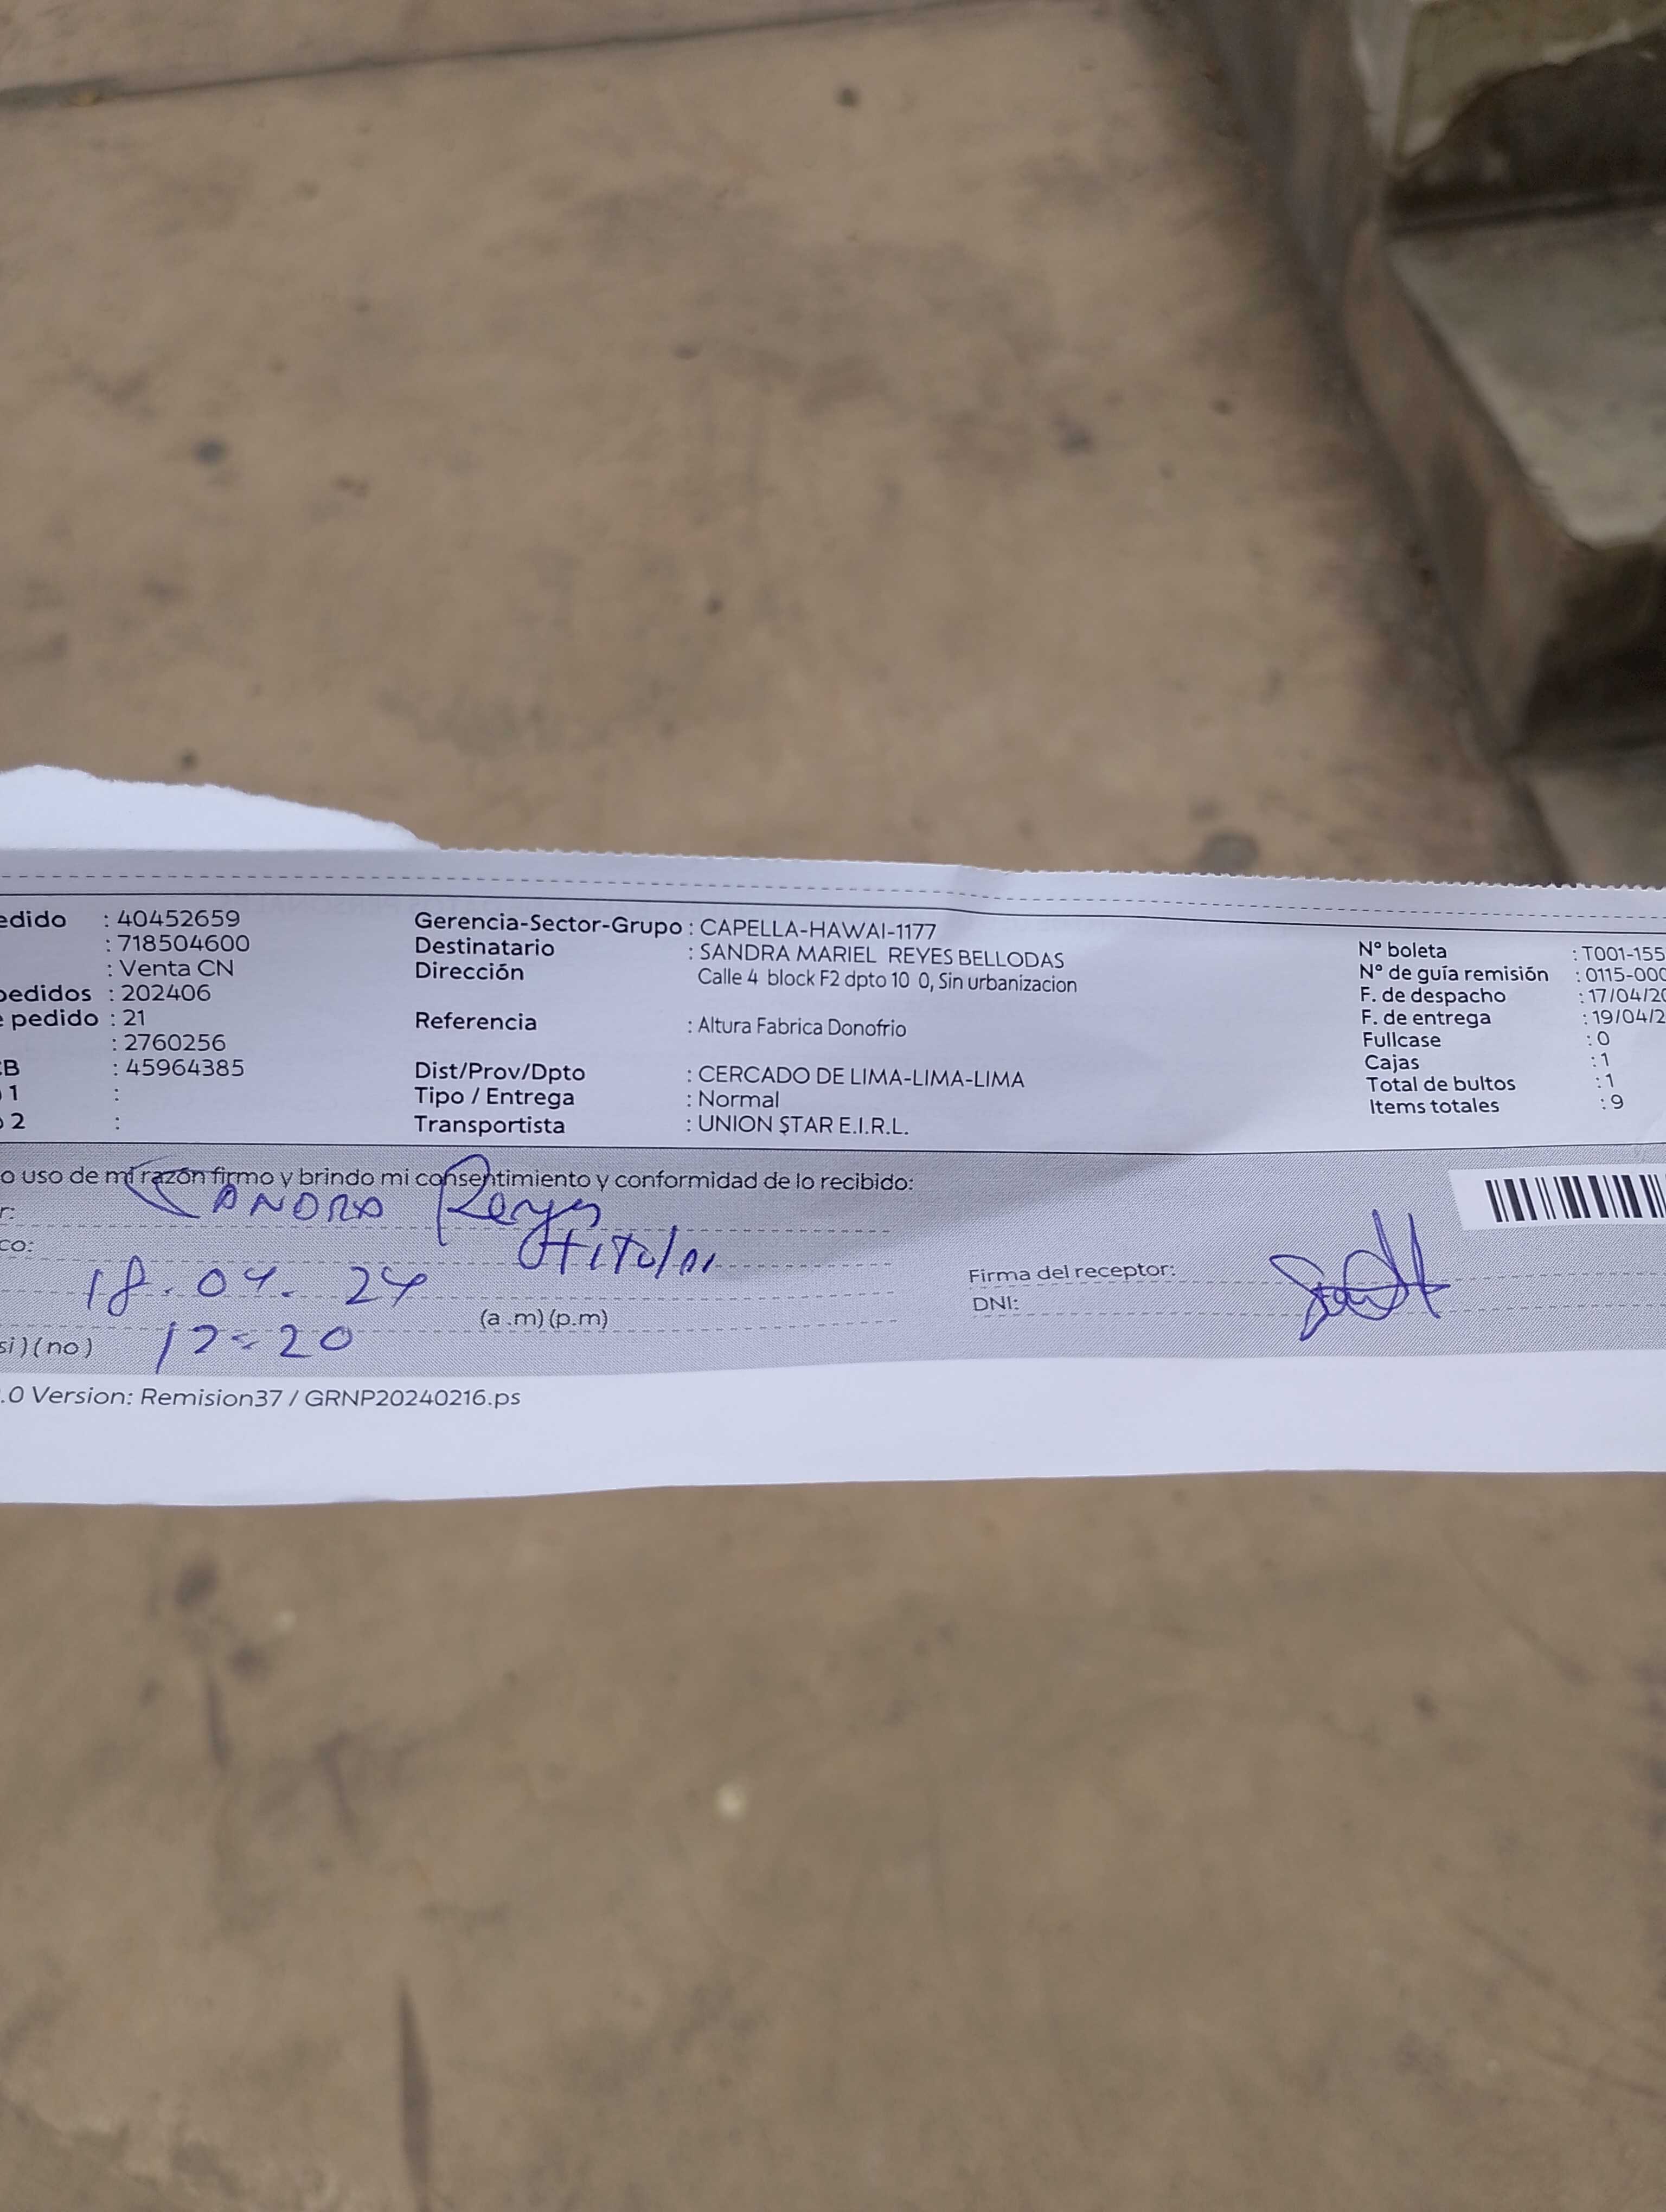 edido : 40452659
: 718504600
: Venta CN
pedidos : 202406
e pedido : 21
: 2760256
CB : 45964385
o 1 :
o 2 :
Gerencia-Sector-Grupo : CAPELLA-HAWAI-1177
Destinatario : SANDRA MARIEL REYES BELLODAS
Dirección Calle 4 block F2 dpto 10 0, Sin urbanizacion
Referencia : Altura Fabrica Donofrio
Dist/Prov/Dpto : CERCADO DE LIMA-LIMA-LIMA
Tipo / Entrega : Normal
Transportista : UNION STAR E.I.R.L.
N° boleta : T001-155
N° de guía remisión : 0115-000
F. de despacho : 17/04/20
F. de entrega : 19/04/2
Fullcase : 0
Cajas : 1
Total de bultos : 1
Items totales : 9
o uso de mi razón firmo y brindo mi consentimiento y conformidad de lo recibido:
r: SANDRA Reyes
co: titular
18.04.24
(a.m)(p.m)
si)(no) 12:20
Firma del receptor:
DNI:
.0 Version: Remision37 / GRNP20240216.ps